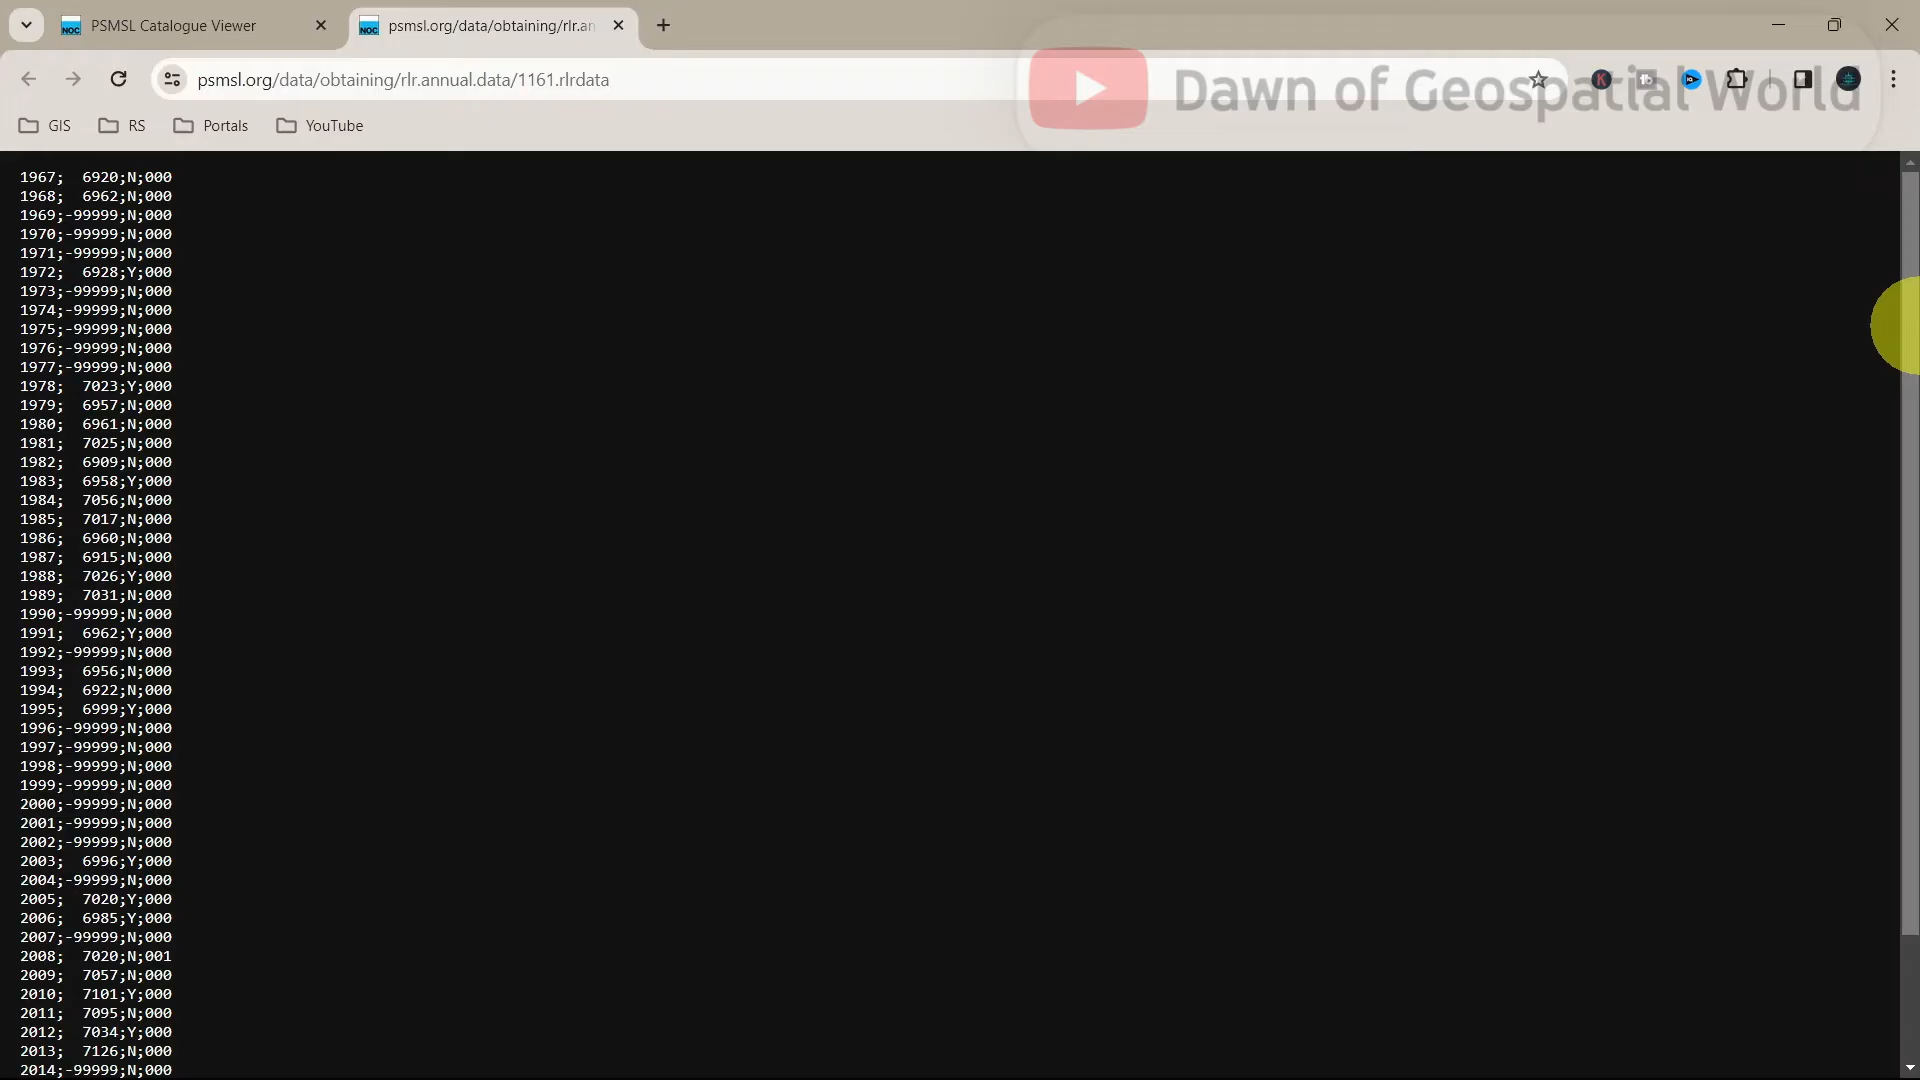 PSMSL Catalogue Viewer
psmsl.org/data/obtaining/rlr.an
psmsl.org/data/obtaining/rlr.annual.data/1161.rlrdata
Dawn of Geospatial World
GIS
RS
Portals
YouTube
1967;  6920;N;000
1968;  6962;N;000
1969;-99999;N;000
1970;-99999;N;000
1971;-99999;N;000
1972;  6928;Y;000
1973;-99999;N;000
1974;-99999;N;000
1975;-99999;N;000
1976;-99999;N;000
1977;-99999;N;000
1978;  7023;Y;000
1979;  6957;N;000
1980;  6961;N;000
1981;  7025;N;000
1982;  6909;N;000
1983;  6958;Y;000
1984;  7056;N;000
1985;  7017;N;000
1986;  6960;N;000
1987;  6915;N;000
1988;  7026;Y;000
1989;  7031;N;000
1990;-99999;N;000
1991;  6962;Y;000
1992;-99999;N;000
1993;  6956;N;000
1994;  6922;N;000
1995;  6999;Y;000
1996;-99999;N;000
1997;-99999;N;000
1998;-99999;N;000
1999;-99999;N;000
2000;-99999;N;000
2001;-99999;N;000
2002;-99999;N;000
2003;  6996;Y;000
2004;-99999;N;000
2005;  7020;Y;000
2006;  6985;Y;000
2007;-99999;N;000
2008;  7020;N;001
2009;  7057;N;000
2010;  7101;Y;000
2011;  7095;N;000
2012;  7034;Y;000
2013;  7126;N;000
2014;-99999;N;000